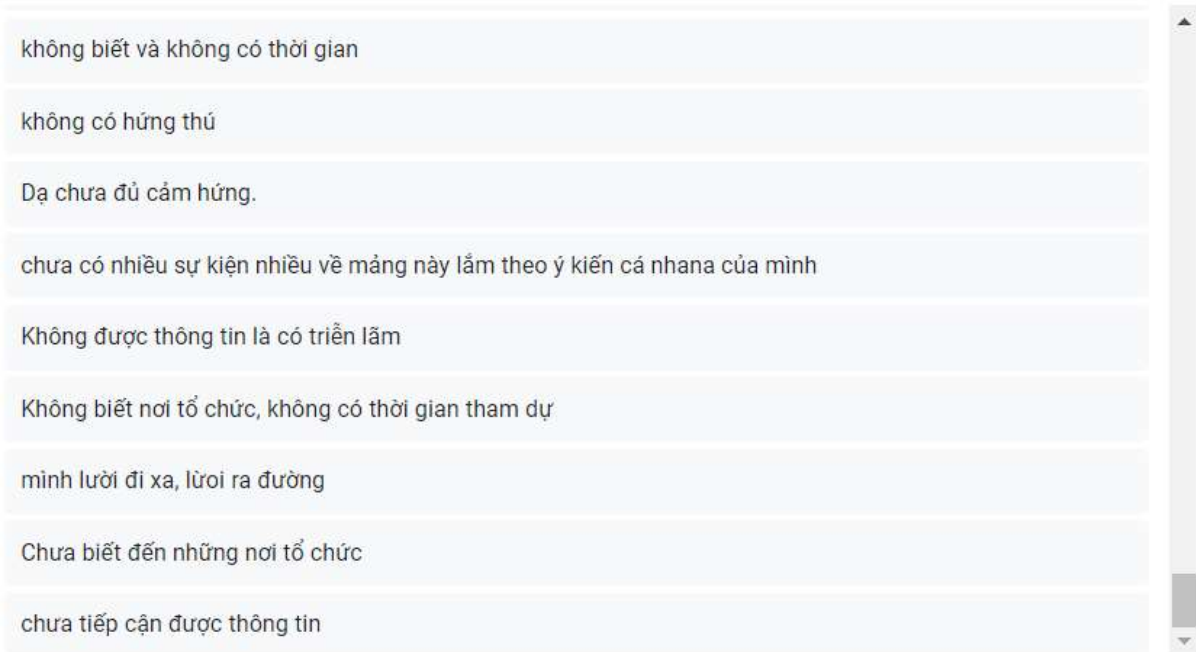 không biết và không có thời gian
không có hứng thú
Dạ chưa đủ cảm hứng.
chưa có nhiều sự kiện nhiều về mảng này lắm theo ý kiến cá nhana của mình
Không được thông tin là có triễn lãm
Không biết nơi tổ chức, không có thời gian tham dự
mình lười đi xa, lừoi ra đường
Chưa biết đến những nơi tổ chức
chưa tiếp cận được thông tin